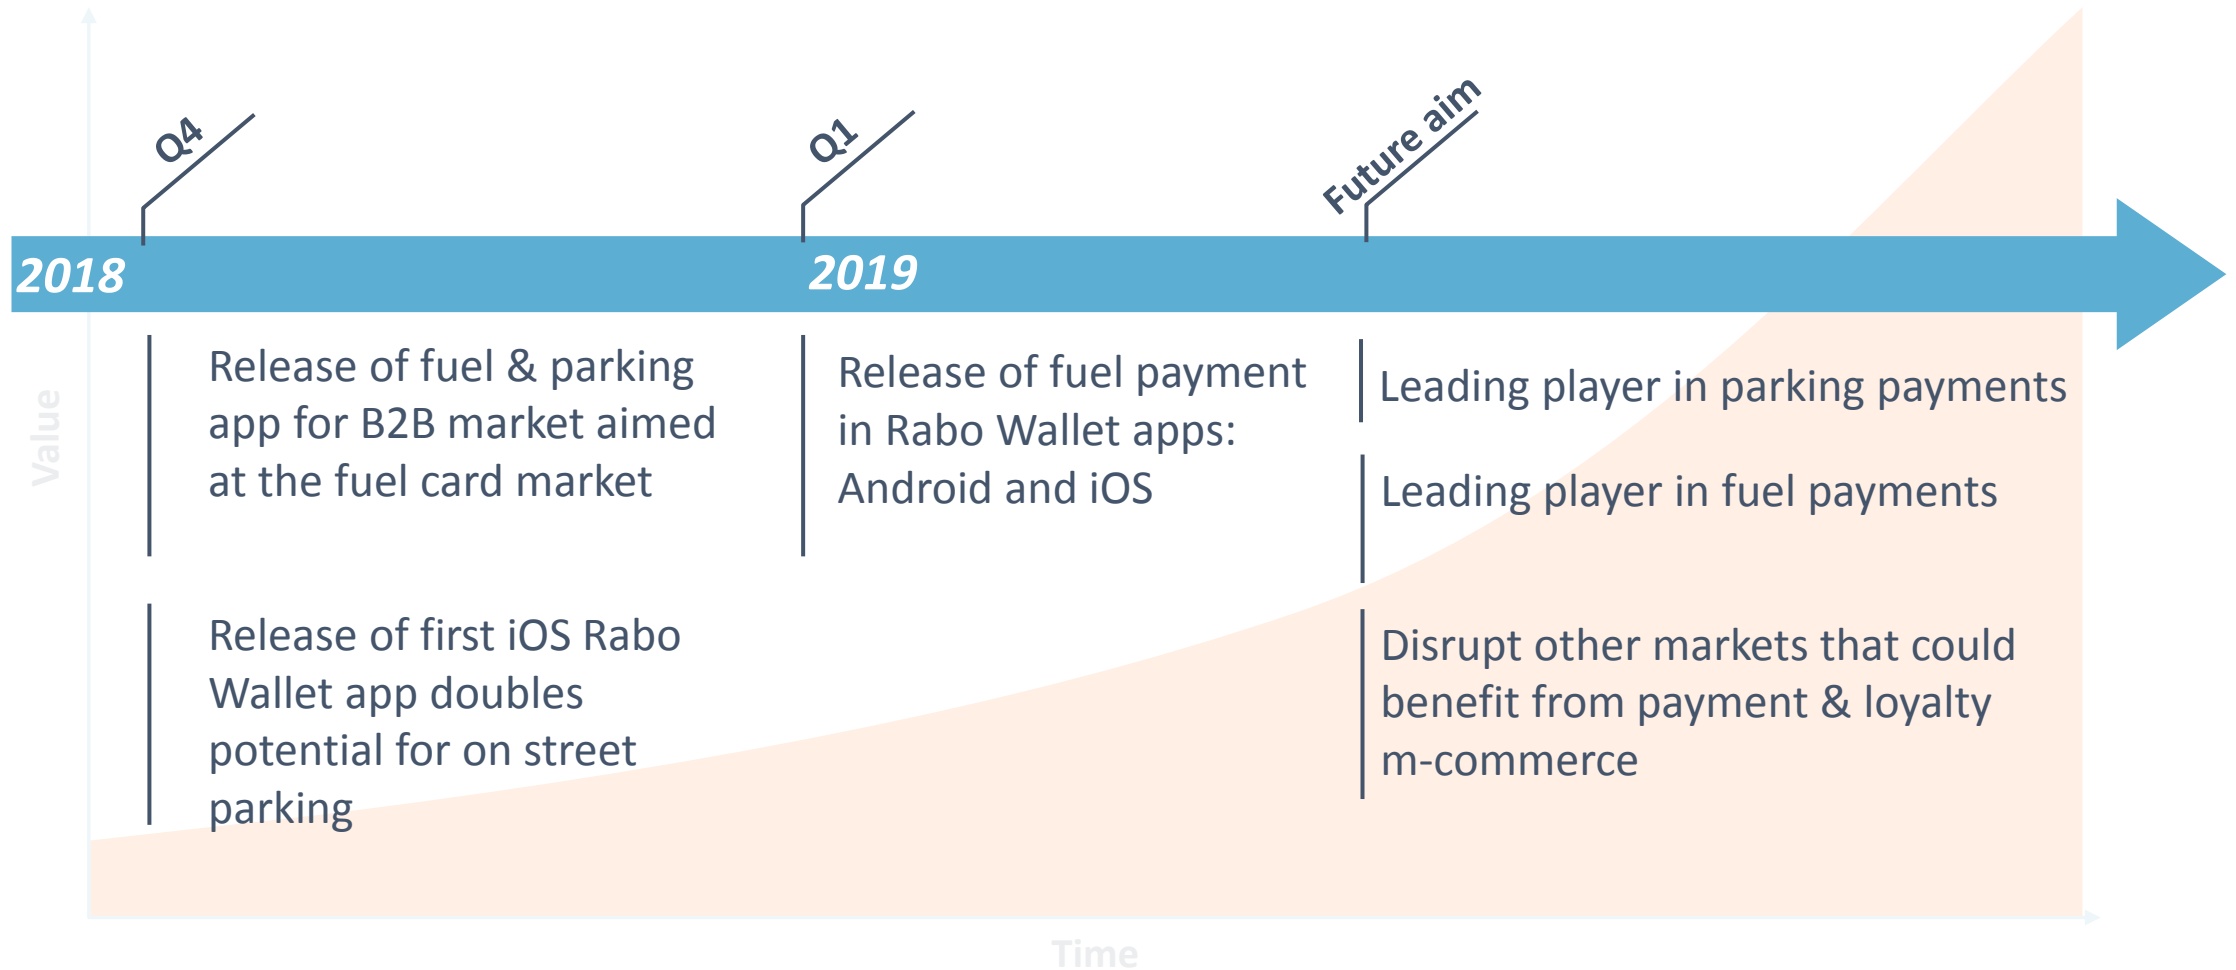 Q4
Q1
Future aim
2018
2019
Release of fuel & parking
app for B2B market aimed
at the fuel card market
Release of first iOS Rabo
Wallet app doubles
potential for on street
parking
Release of fuel payment
in Rabo Wallet apps:
Android and iOS
Leading player in parking payments
Leading player in fuel payments
Disrupt other markets that could
benefit from payment & loyalty
m-commerce
Value
Time